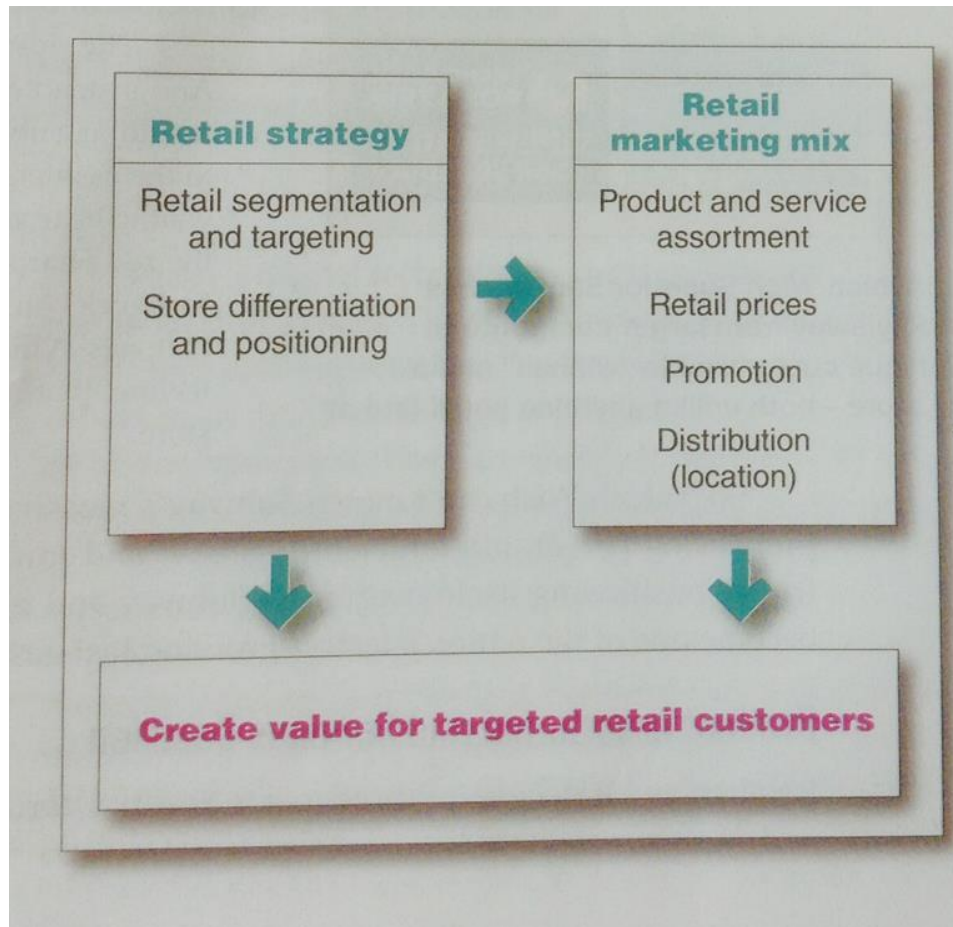 Retail strategy
Retail segmentation
and targeting
Store differentiation
and positioning
Retail
marketing mix
Product and service
assortment
Retail prices
Promotion
Distribution
(location)
Create value for targeted retail customers